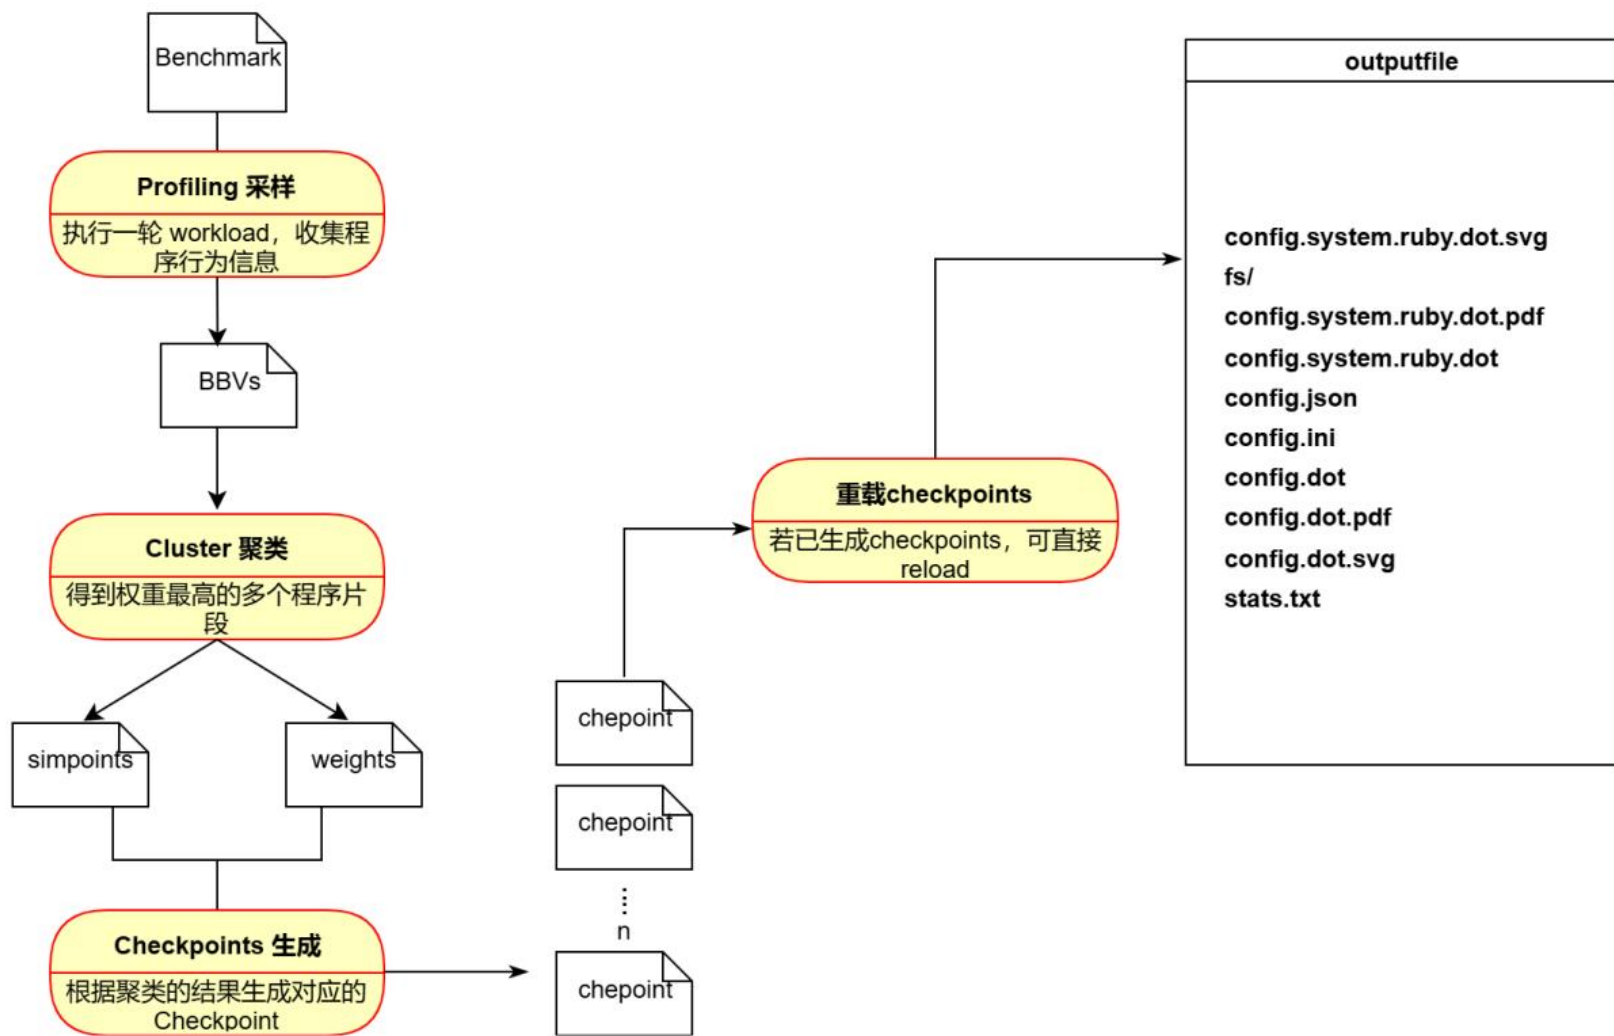 Benchmark
Profiling 采样
执行一轮 workload，收集程
序行为信息
BBVs
Cluster 聚类
得到权重最高的多个程序片
段
simpoints
weights
Checkpoints 生成
根据聚类的结果生成对应的
Checkpoint
chepoint
chepoint
n
chepoint
重载checkpoints
若已生成checkpoints，可直接
reload
outputfile
config.system.ruby.dot.svg
fs/
config.system.ruby.dot.pdf
config.system.ruby.dot
config.json
config.ini
config.dot
config.dot.pdf
config.dot.svg
stats.txt